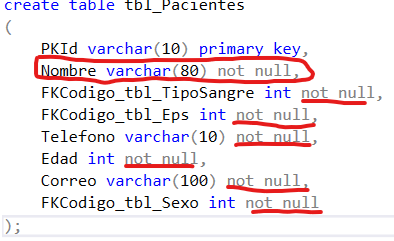 create table tbl_Pacientes
(
PKId varchar(10) primary key,
Nombre varchar(80) not null,
FKCodigo_tbl_TipoSangre int not null,
FKCodigo_tbl_Eps int not null,
Telefono varchar(10) not null,
Edad int not null,
Correo varchar(100) not null,
FKCodigo_tbl_Sexo int not null
);